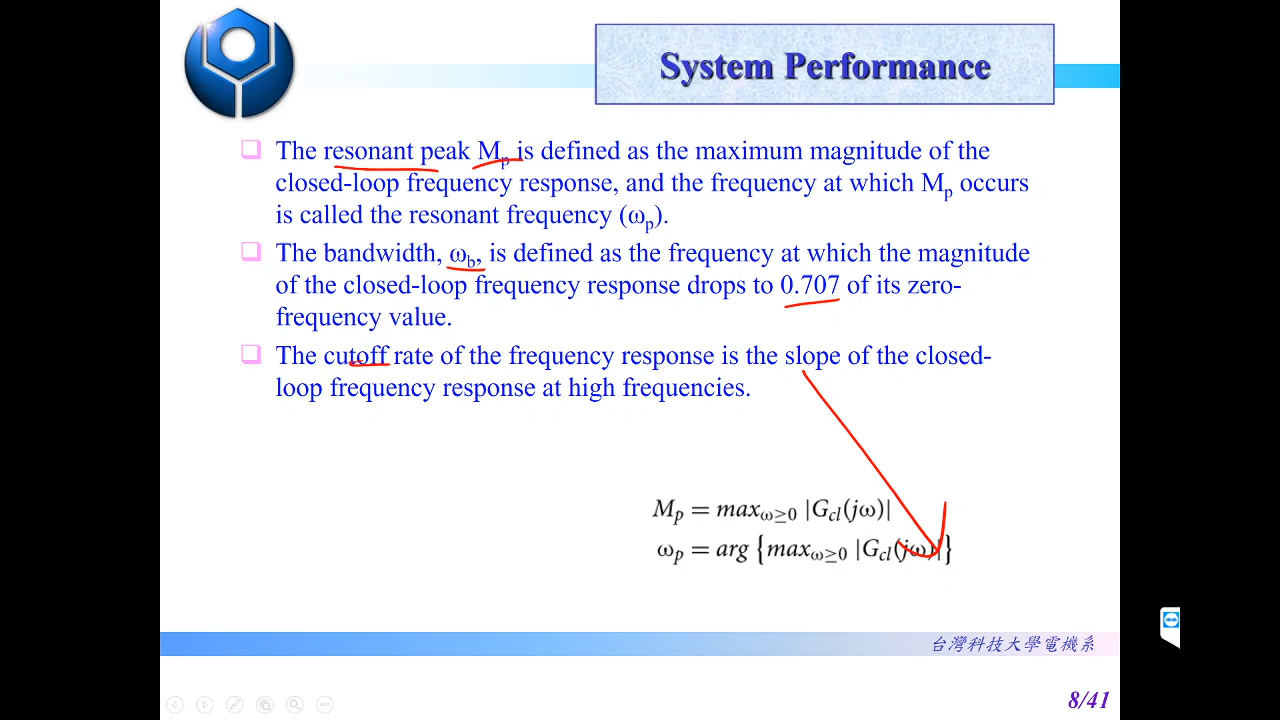 System Performance
The resonant peak Mp is defined as the maximum magnitude of the
closed-loop frequency response, and the frequency at which Mp occurs
is called the resonant frequency (ωp).
The bandwidth, ωb, is defined as the frequency at which the magnitude
of the closed-loop frequency response drops to 0.707 of its zero-
frequency value.
The cutoff rate of the frequency response is the slope of the closed-
loop frequency response at high frequencies.
Mp = maxω≥0 |Gcl(jω)|
ωp = arg {maxω≥0 |Gcl(jω)|}
台灣科技大學電機系
8/41